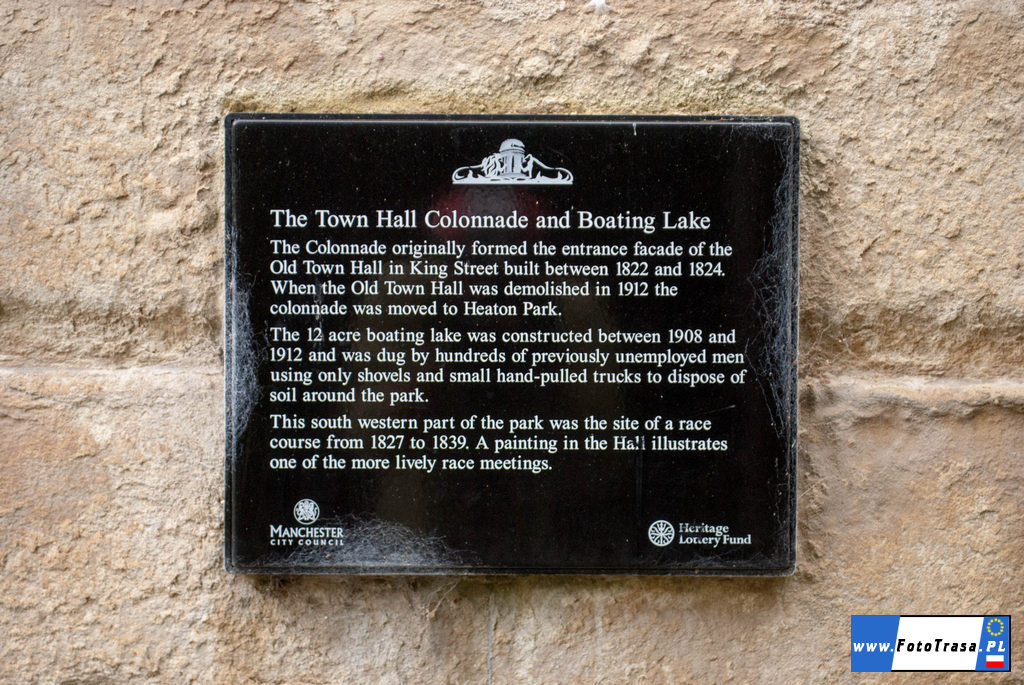 The Town Hall Colonnade and Boating Lake
The Colonnade originally formed the entrance facade of the
Old Town Hall in King Street built between 1822 and 1824.
When the Old Town Hall was demolished in 1912 the
colonnade was moved to Heaton Park.
The 12 acre boating lake was constructed between 1908 and
1912 and was dug by hundreds of previously unemployed men
using only shovels and small hand-pulled trucks to dispose of
soil around the park.
This south western part of the park was the site of a race
course from 1827 to 1839. A painting in the Hall illustrates
one of the more lively race meetings.
MANCHESTER
CITY COUNCIL
Heritage
Lottery Fund
www.FotoTrasa.PL